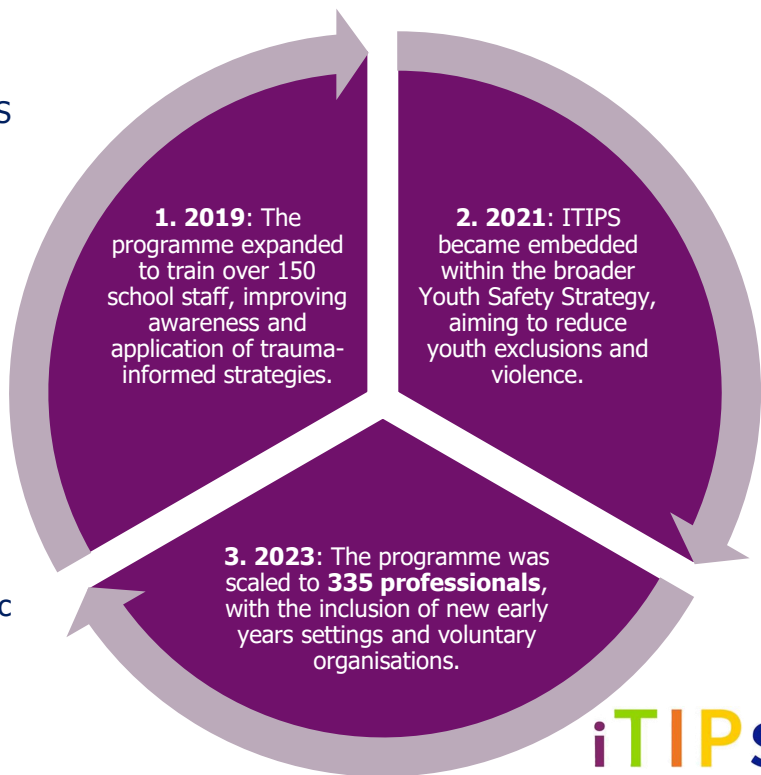 S
1. 2019: The
programme expanded
to train over 150
school staff, improving
awareness and
application of trauma-
informed strategies.
2. 2021: ITIPS
became embedded
within the broader
Youth Safety Strategy,
aiming to reduce
youth exclusions and
violence.
3. 2023: The programme was
scaled to 335 professionals,
with the inclusion of new early
years settings and voluntary
organisations.
c
iTIPS